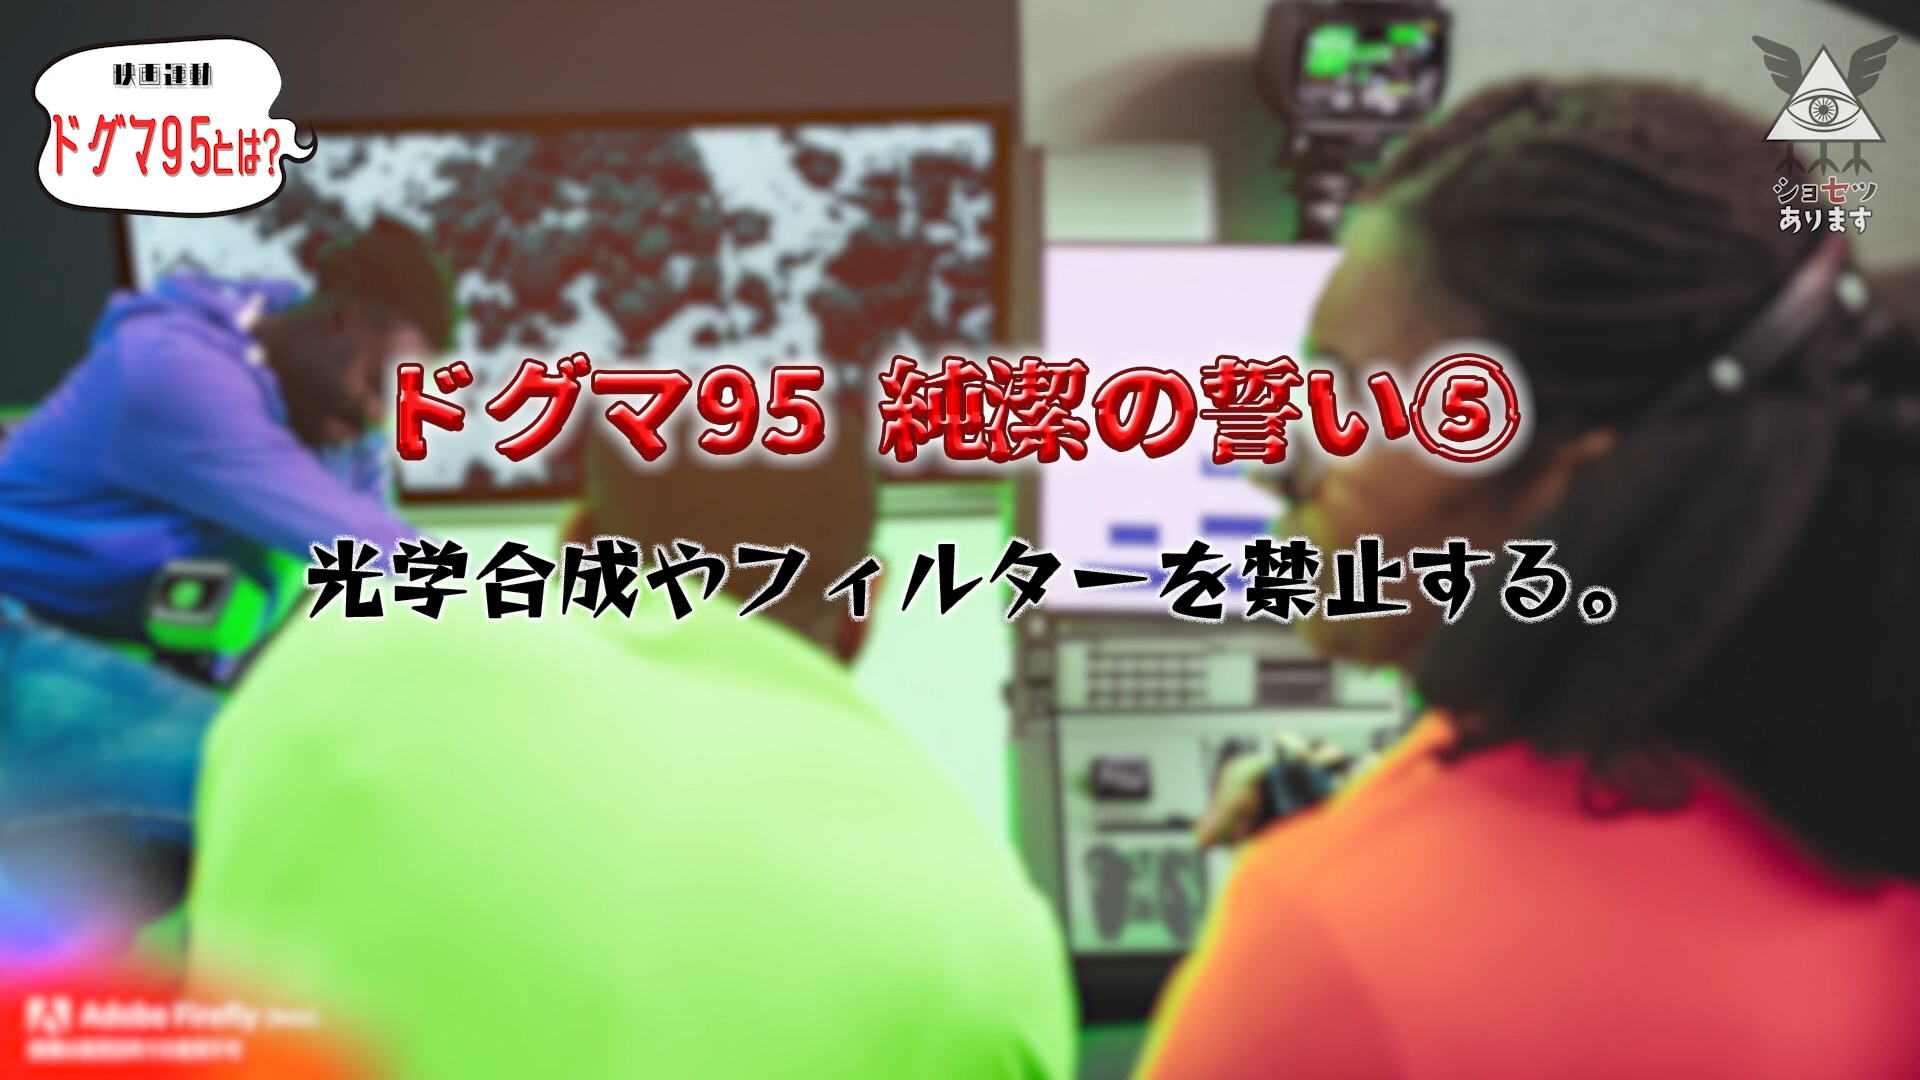 映画運動
ドグマ95とは?
ショセツ
あります
ドグマ95 純潔の誓い⑤
光学合成やフィルターを禁止する。
Adobe Firefly